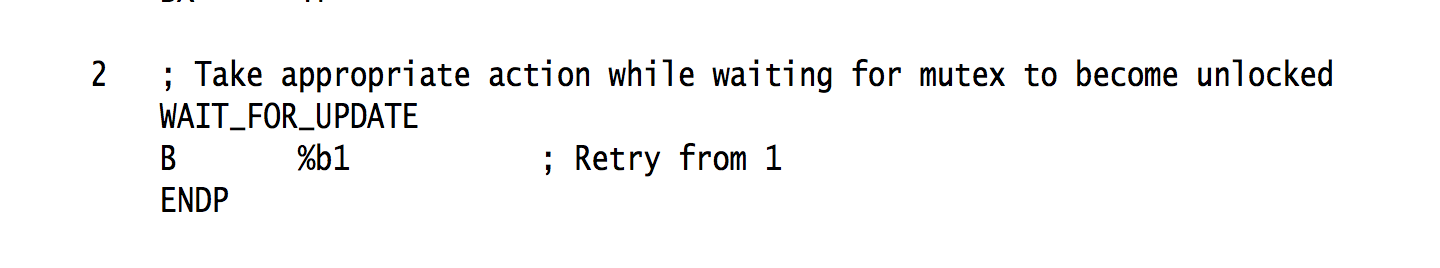 2 ; Take appropriate action while waiting for mutex to become unlocked
WAIT_FOR_UPDATE
B %b1 ; Retry from 1
ENDP